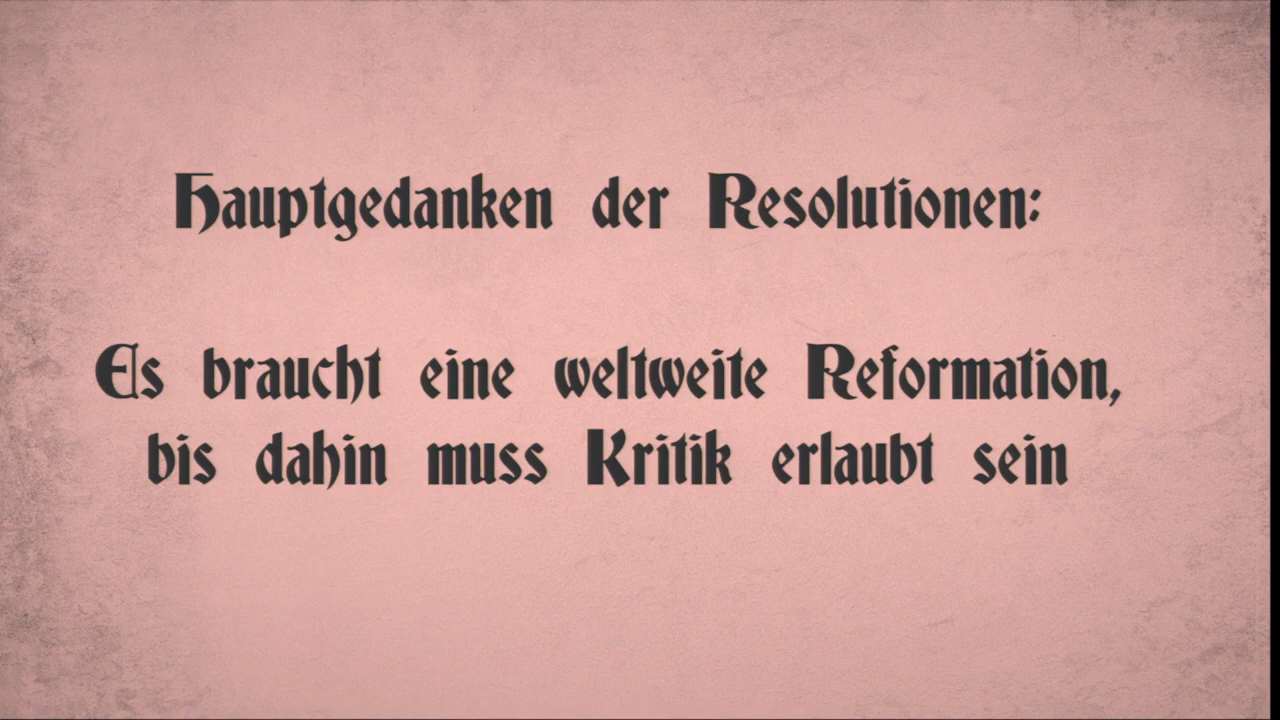 Hauptgedanken der Resolutionen:
Es braucht eine weltweite Reformation,
bis dahin muss Kritik erlaubt sein